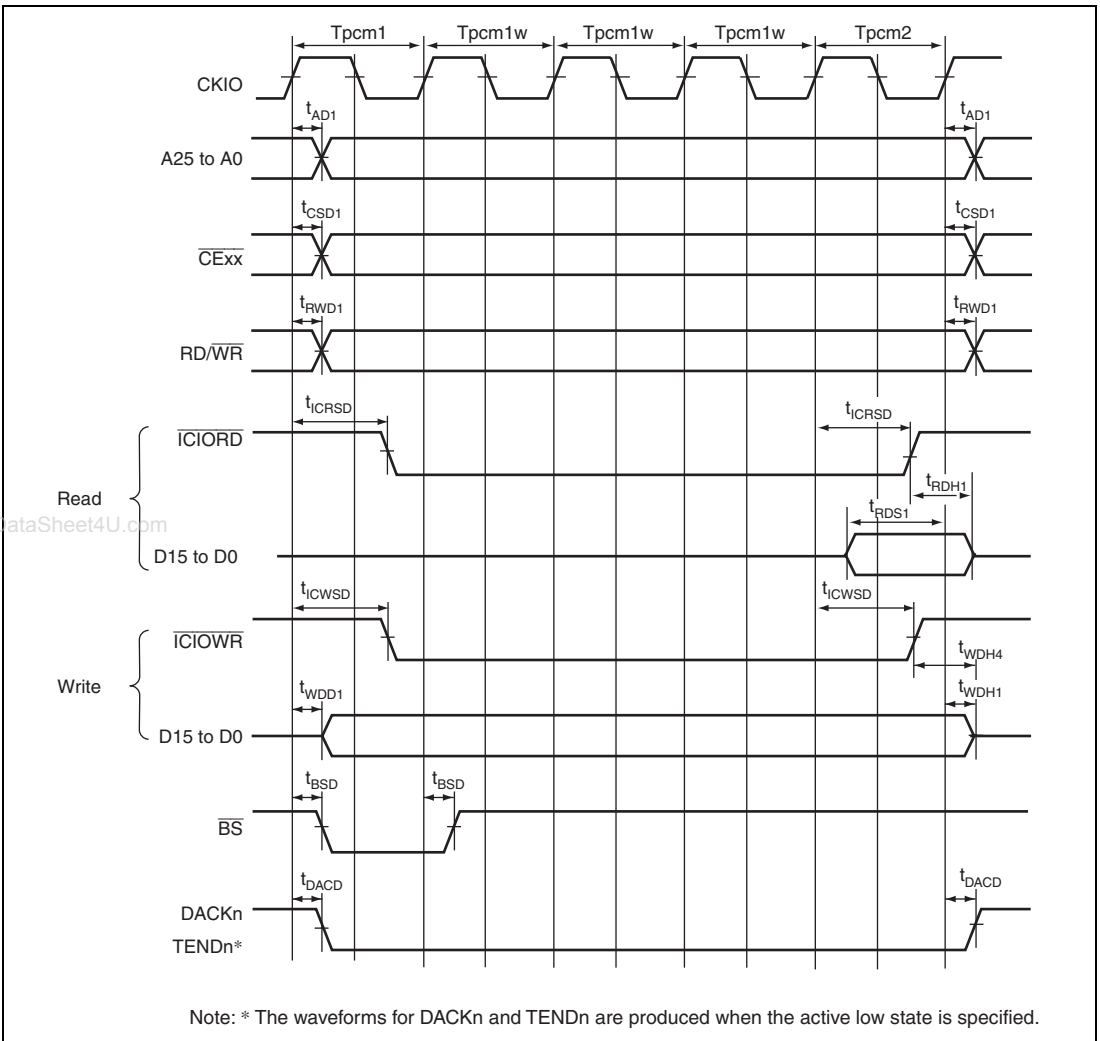 Tpcm1 Tpcm1w Tpcm1w Tpcm1w Tpcm2
CKIO
tAD1 tAD1
A25 to A0
tCSD1 tCSD1
CExx
tRWD1 tRWD1
RD/WR
tICRSD tICRSD
ICIORD
tRDH1
Read
tRDS1
DataSheet4U.com
D15 to D0
tICWSD tICWSD
ICIOWR
tWDH4
Write
tWDD1 tWDH1
D15 to D0
tBSD tBSD
BS
tDACD tDACD
DACKn
TENDn*
Note: * The waveforms for DACKn and TENDn are produced when the active low state is specified.